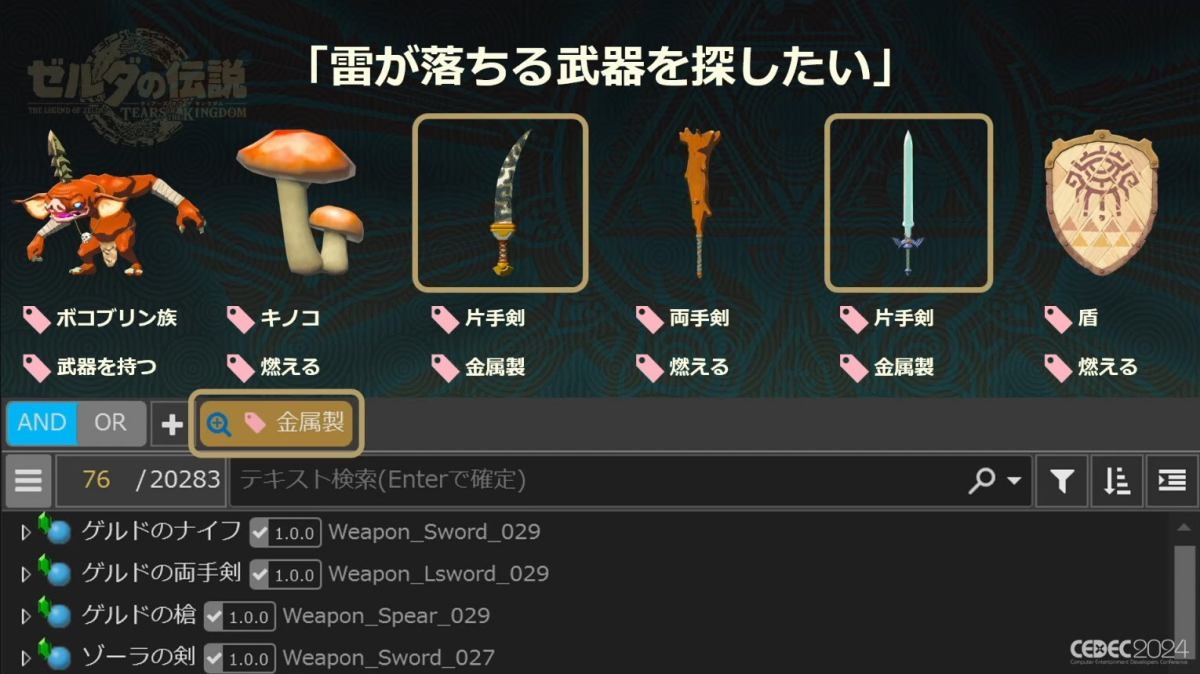 「雷が落ちる武器を探したい」
ゼルダの伝説
THE LEGEND OF ZELDA
TEARS OF THE KINGDOM
ボコブリン族
キノコ
片手剣
両手剣
片手剣
盾
武器を持つ
燃える
金属製
燃える
金属製
燃える
AND OR + 金属製
76 /20283 テキスト検索(Enterで確定)
ゲルドのナイフ 1.0.0 Weapon_Sword_029
ゲルドの両手剣 1.0.0 Weapon_Lsword_029
ゲルドの槍 1.0.0 Weapon_Spear_029
ゾーラの剣 1.0.0 Weapon_Sword_027
CEDEC2024
Computer Entertainment Developers Conference